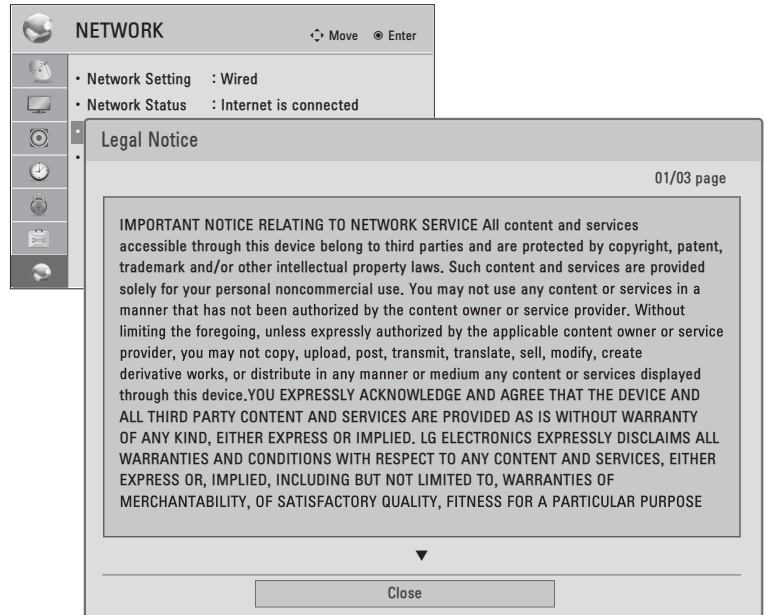 NETWORK
Move
Enter
• Network Setting : Wired
• Network Status : Internet is connected
•
•
Legal Notice
01/03 page
IMPORTANT NOTICE RELATING TO NETWORK SERVICE All content and services
accessible through this device belong to third parties and are protected by copyright, patent,
trademark and/or other intellectual property laws. Such content and services are provided
solely for your personal noncommercial use. You may not use any content or services in a
manner that has not been authorized by the content owner or service provider. Without
limiting the foregoing, unless expressly authorized by the applicable content owner or service
provider, you may not copy, upload, post, transmit, translate, sell, modify, create
derivative works, or distribute in any manner or medium any content or services displayed
through this device.YOU EXPRESSLY ACKNOWLEDGE AND AGREE THAT THE DEVICE AND
ALL THIRD PARTY CONTENT AND SERVICES ARE PROVIDED AS IS WITHOUT WARRANTY
OF ANY KIND, EITHER EXPRESS OR IMPLIED. LG ELECTRONICS EXPRESSLY DISCLAIMS ALL
WARRANTIES AND CONDITIONS WITH RESPECT TO ANY CONTENT AND SERVICES, EITHER
EXPRESS OR, IMPLIED, INCLUDING BUT NOT LIMITED TO, WARRANTIES OF
MERCHANTABILITY, OF SATISFACTORY QUALITY, FITNESS FOR A PARTICULAR PURPOSE
▼
Close